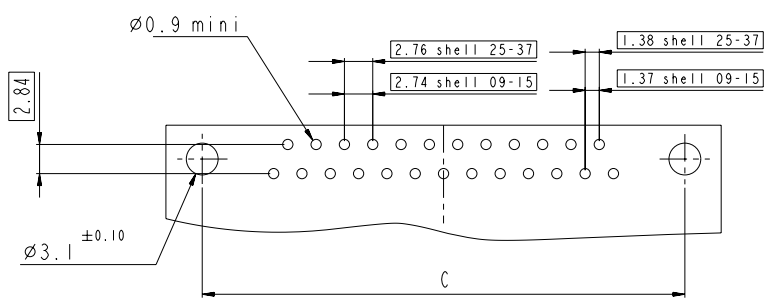 Ø0.9 mini
2.76 shell 25-37
1.38 shell 25-37
2.74 shell 09-15
1.37 shell 09-15
2.84
Ø3.1 ±0.10
C